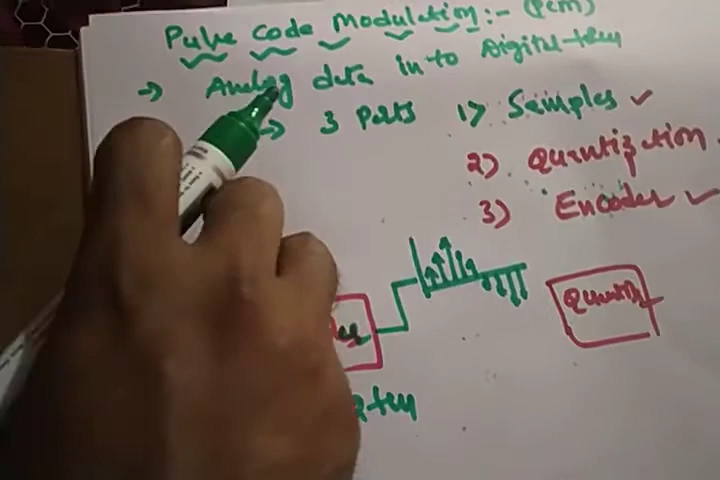 Pulse Code Modulation:- (PCM)
→ Analog data in to Digital
→ 3 Parts 1) Samples ✓
2) Quantization
3) Encoder ✓
Quantiz